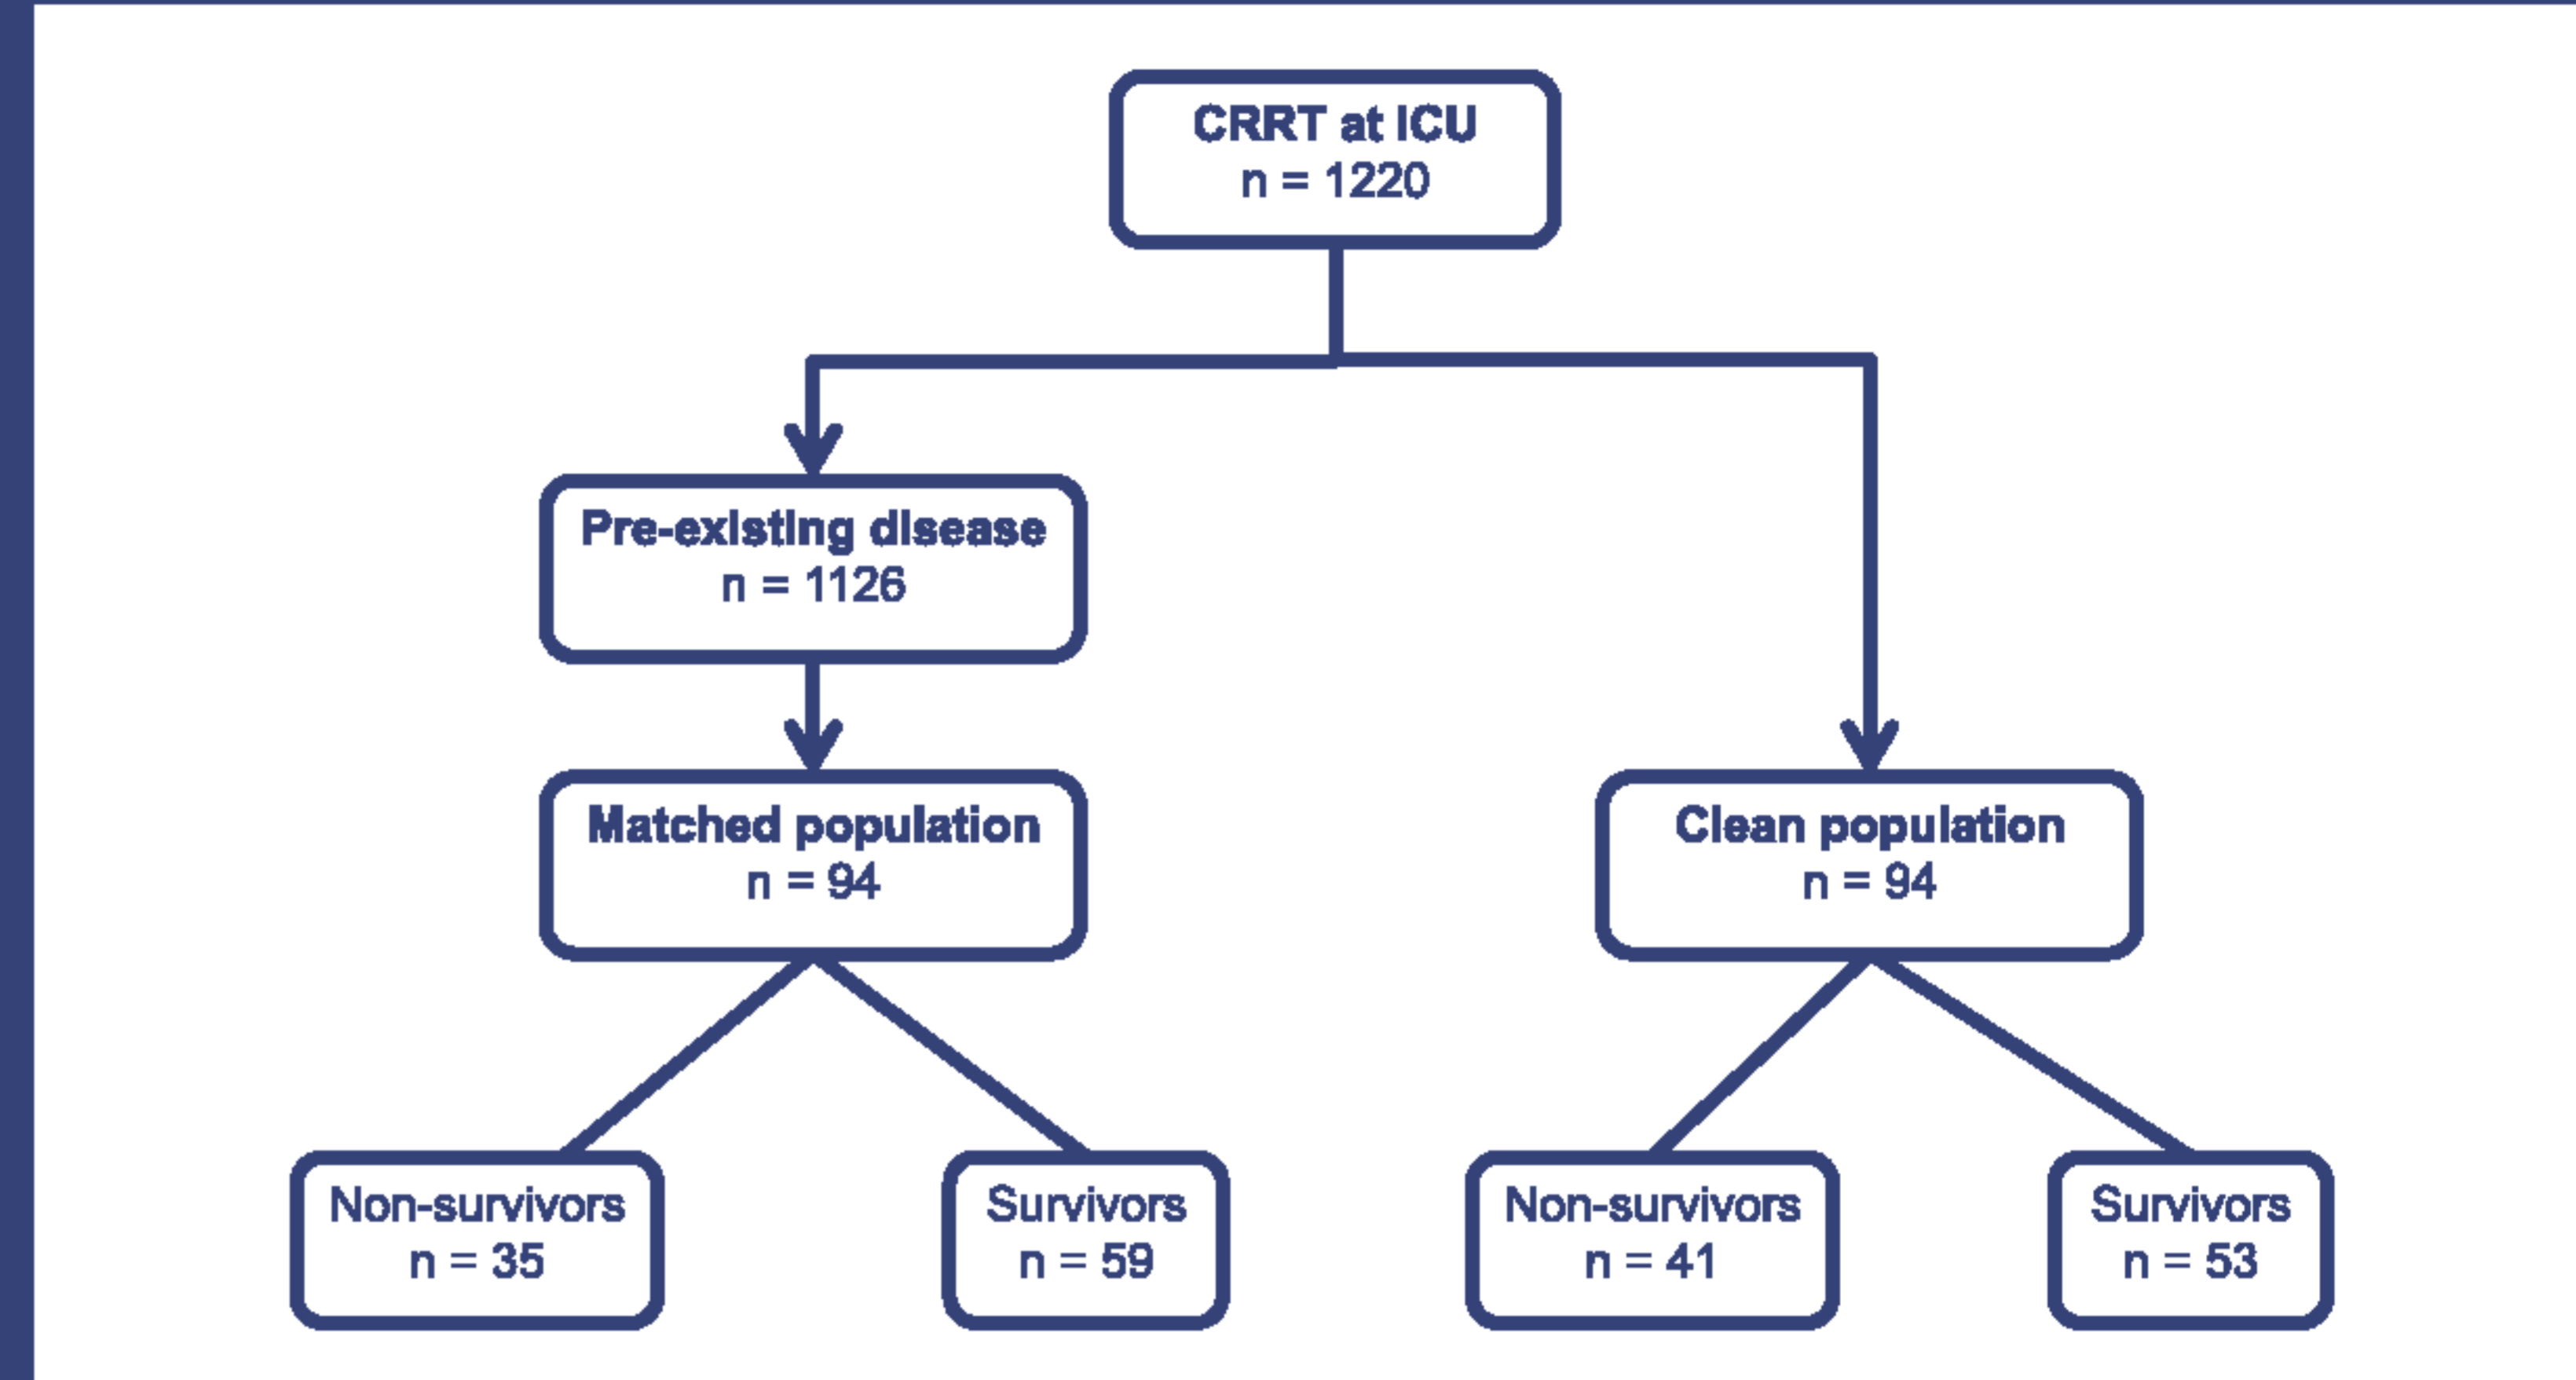 CRRT at ICU
n = 1220
Pre-existing disease
n = 1126
Matched population
n = 94
Clean population
n = 94
Non-survivors
n = 35
Survivors
n = 59
Non-survivors
n = 41
Survivors
n = 53